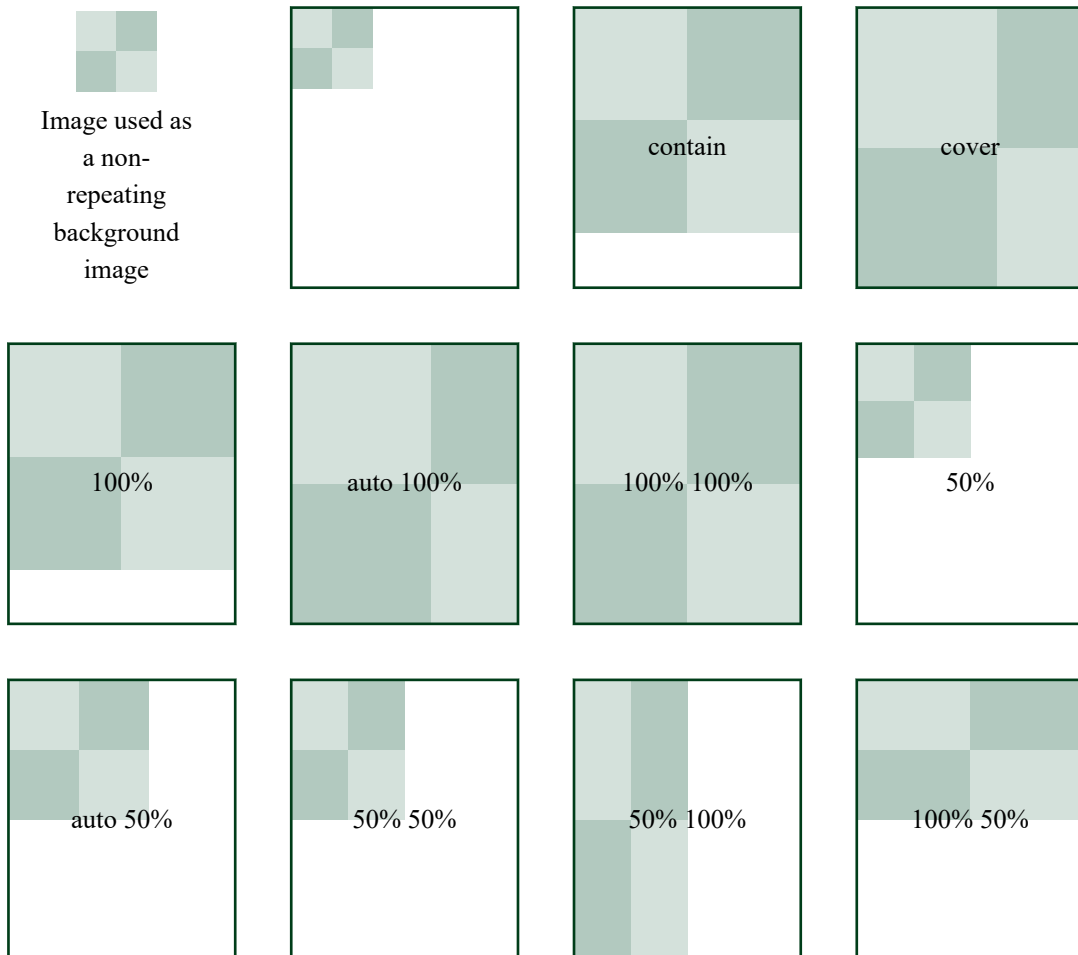 Image used as
a non-
repeating
background
image
contain
cover
100%
auto 100%
100% 100%
50%
auto 50%
50% 50%
50% 100%
100% 50%